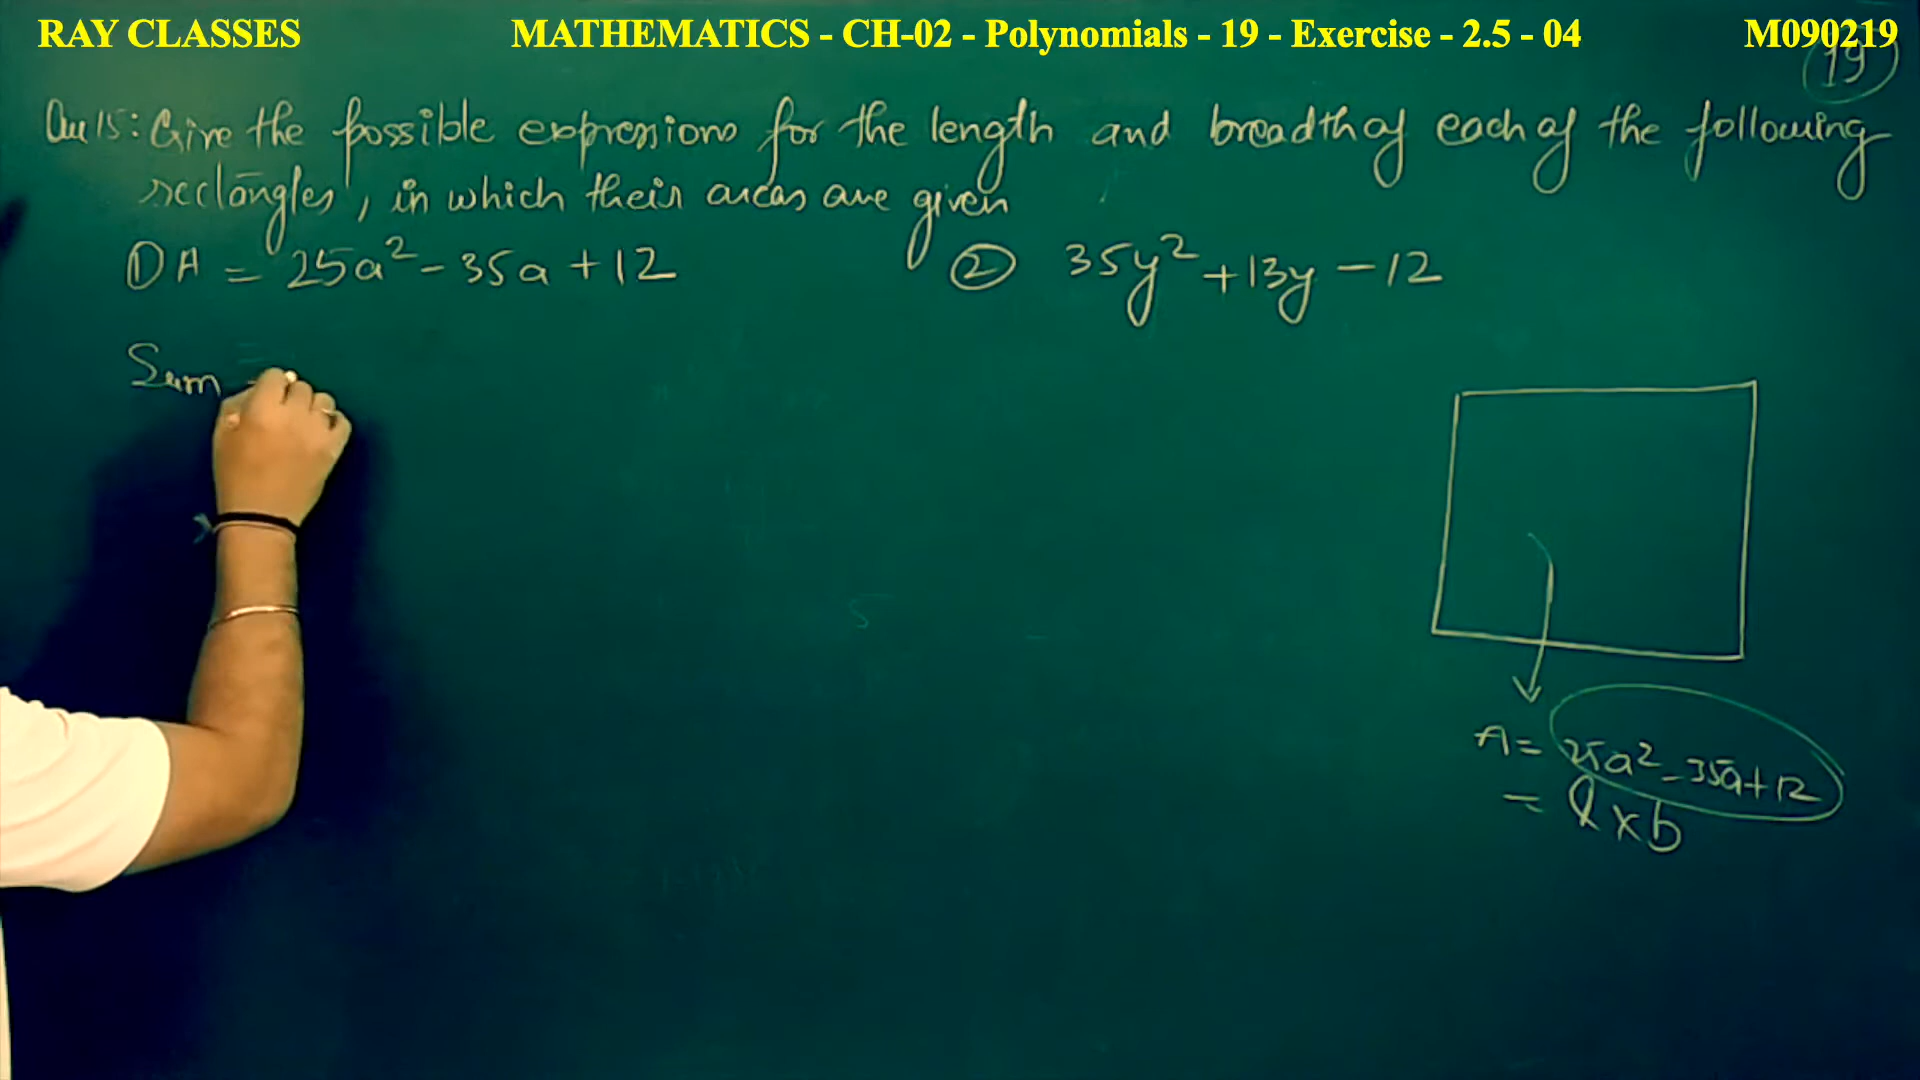 RAY CLASSES MATHEMATICS - CH-02 - Polynomials - 19 - Exercise - 2.5 - 04 M090219
19
Qu 15: Give the possible expressions for the length and breadth of each of the following
rectangles, in which their areas are given
① A = 25a² - 35a + 12 ② 35y² + 13y - 12
Sum
A = 25a² - 35a + 12
= l × b